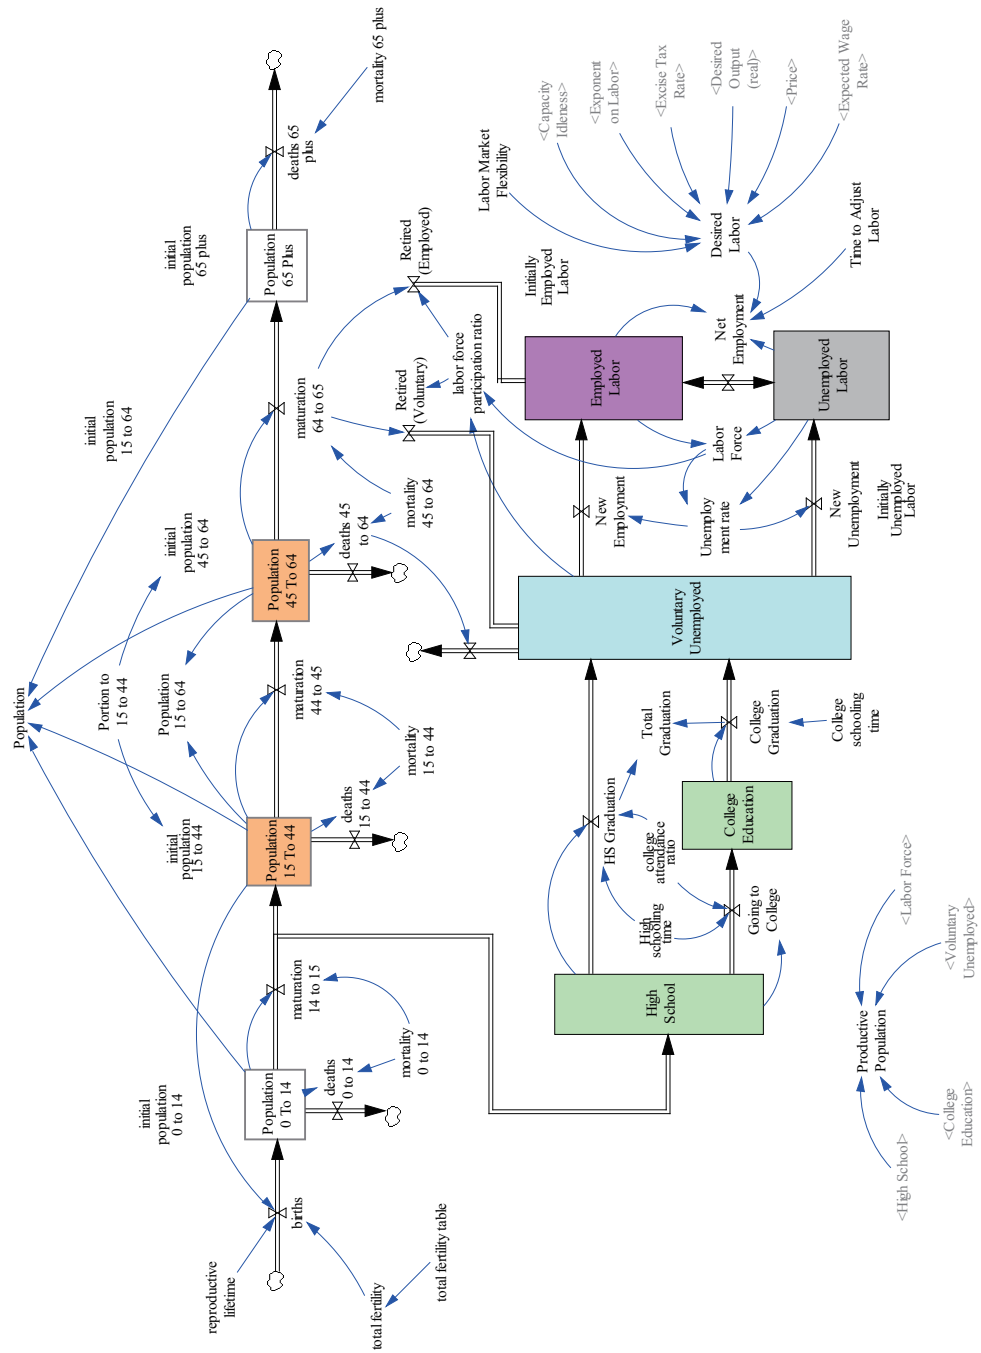 Population
initial
population
0 to 14
initial
population
15 to 44
Portion to
15 to 44
Population
15 to 64
initial
population
45 to 64
initial
population
15 to 64
initial
population
65 plus
reproductive
lifetime
births
total fertility
total fertility table
Population
0 To 14
deaths
0 to 14
mortality
0 to 14
maturation
14 to 15
Population
15 To 44
deaths
15 to 44
mortality
15 to 44
maturation
44 to 45
Population
45 To 64
deaths 45
to 64
mortality
45 to 64
maturation
64 to 65
Population
65 Plus
deaths 65
plus
mortality 65 plus
Retired
(Voluntary)
Retired
(Employed)
labor force
participation ratio
High
School
High
schooling
time
HS Graduation
college
attendance
ratio
Going to
College
College
Education
Total
Graduation
College
Graduation
College
schooling
time
Voluntary
Unemployed
New
Employment
Unemploy
ment rate
New
Unemployment
Initially
Unemployed
Labor
Labor
Force
Employed
Labor
Initially
Employed
Labor
Net
Employment
Unemployed
Labor
Labor Market
Flexibility
Desired
Labor
Time to Adjust
Labor
<Capacity
Idleness>
<Exponent
on Labor>
<Excise Tax
Rate>
<Desired
Output
(real)>
<Price>
<Expected Wage
Rate>
Productive
Population
<High School>
<College
Education>
<Voluntary
Unemployed>
<Labor Force>